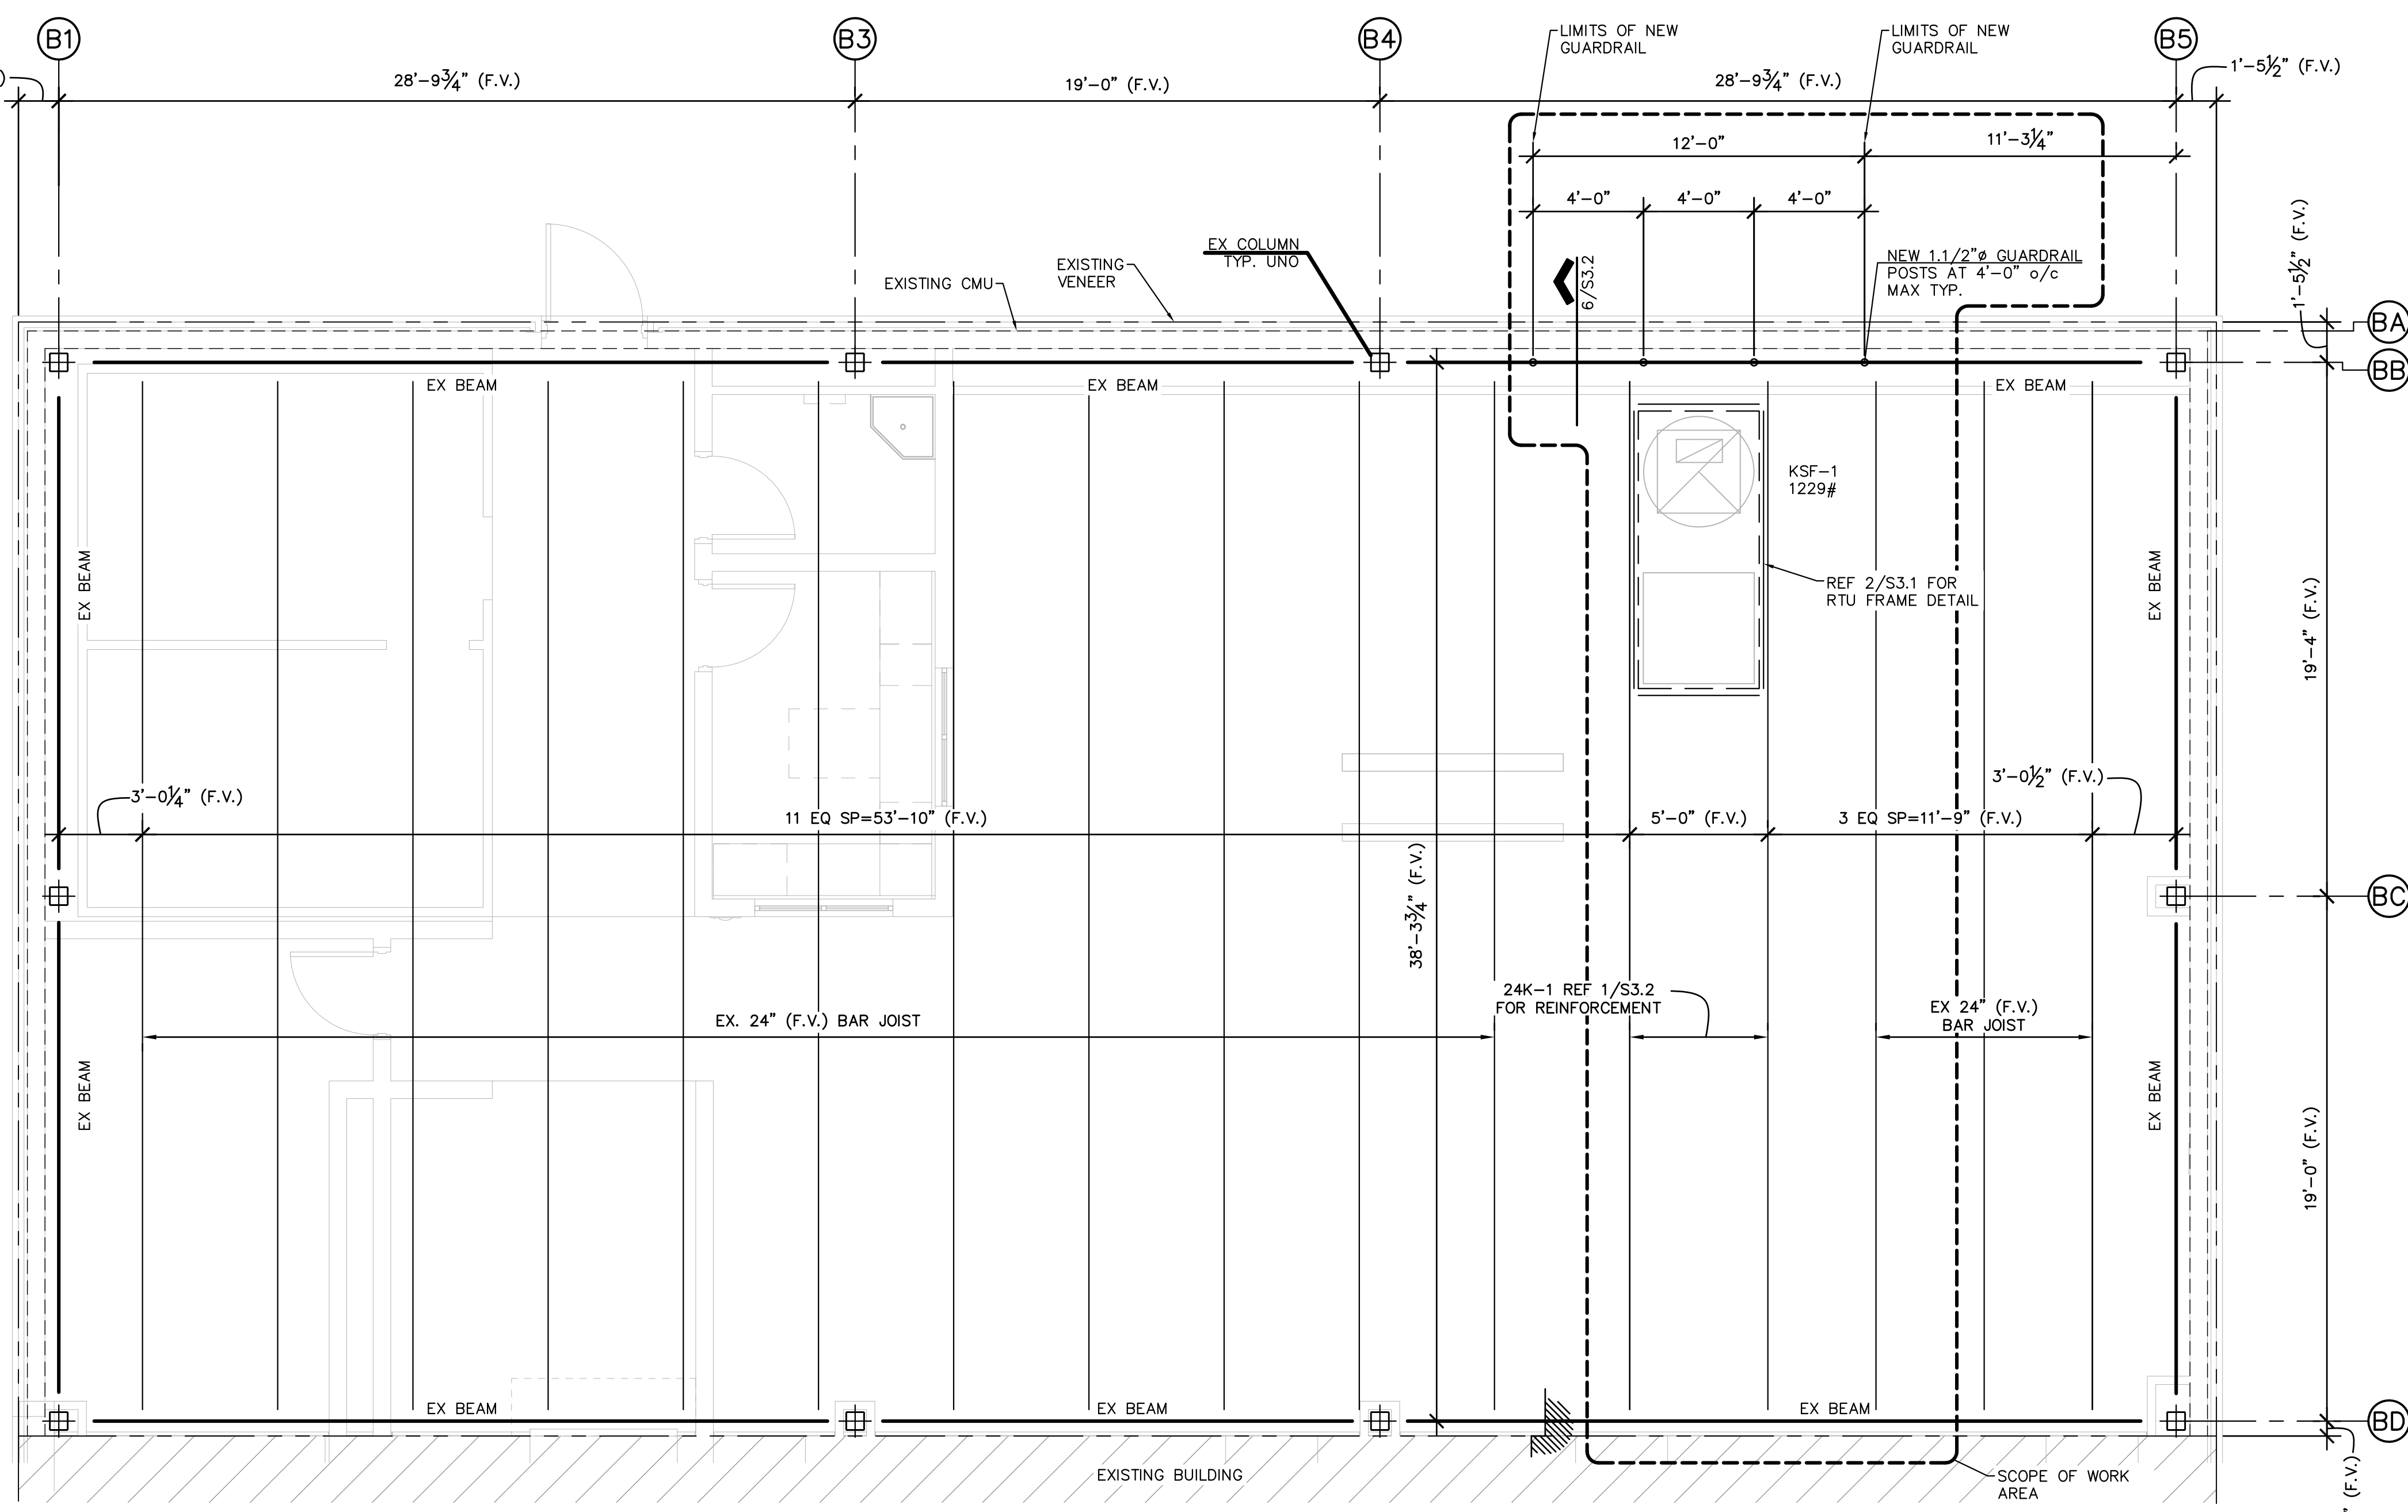 B1
B3
B4
B5
LIMITS OF NEW
GUARDRAIL
LIMITS OF NEW
GUARDRAIL
)
28'-9¾" (F.V.)
19'-0" (F.V.)
28'-9¾" (F.V.)
1'-5½" (F.V.)
12'-0"
11'-3¼"
4'-0"
4'-0"
4'-0"
1'-5½" (F.V.)
EX COLUMN
TYP. UNO
EXISTING
VENEER
EXISTING CMU
6/S3.2
NEW 1.1/2"ø GUARDRAIL
POSTS AT 4'-0" o/c
MAX TYP.
BA
BB
EX BEAM
EX BEAM
EX BEAM
KSF-1
1229#
EX BEAM
EX BEAM
REF 2/S3.1 FOR
RTU FRAME DETAIL
19'-4" (F.V.)
3'-0¼" (F.V.)
3'-0½" (F.V.)
11 EQ SP=53'-10" (F.V.)
5'-0" (F.V.)
3 EQ SP=11'-9" (F.V.)
38'-3¾" (F.V.)
BC
24K-1 REF 1/S3.2
FOR REINFORCEMENT
EX. 24" (F.V.) BAR JOIST
EX 24" (F.V.)
BAR JOIST
EX BEAM
EX BEAM
19'-0" (F.V.)
EX BEAM
EX BEAM
EX BEAM
BD
EXISTING BUILDING
SCOPE OF WORK
AREA
" (F.V.)